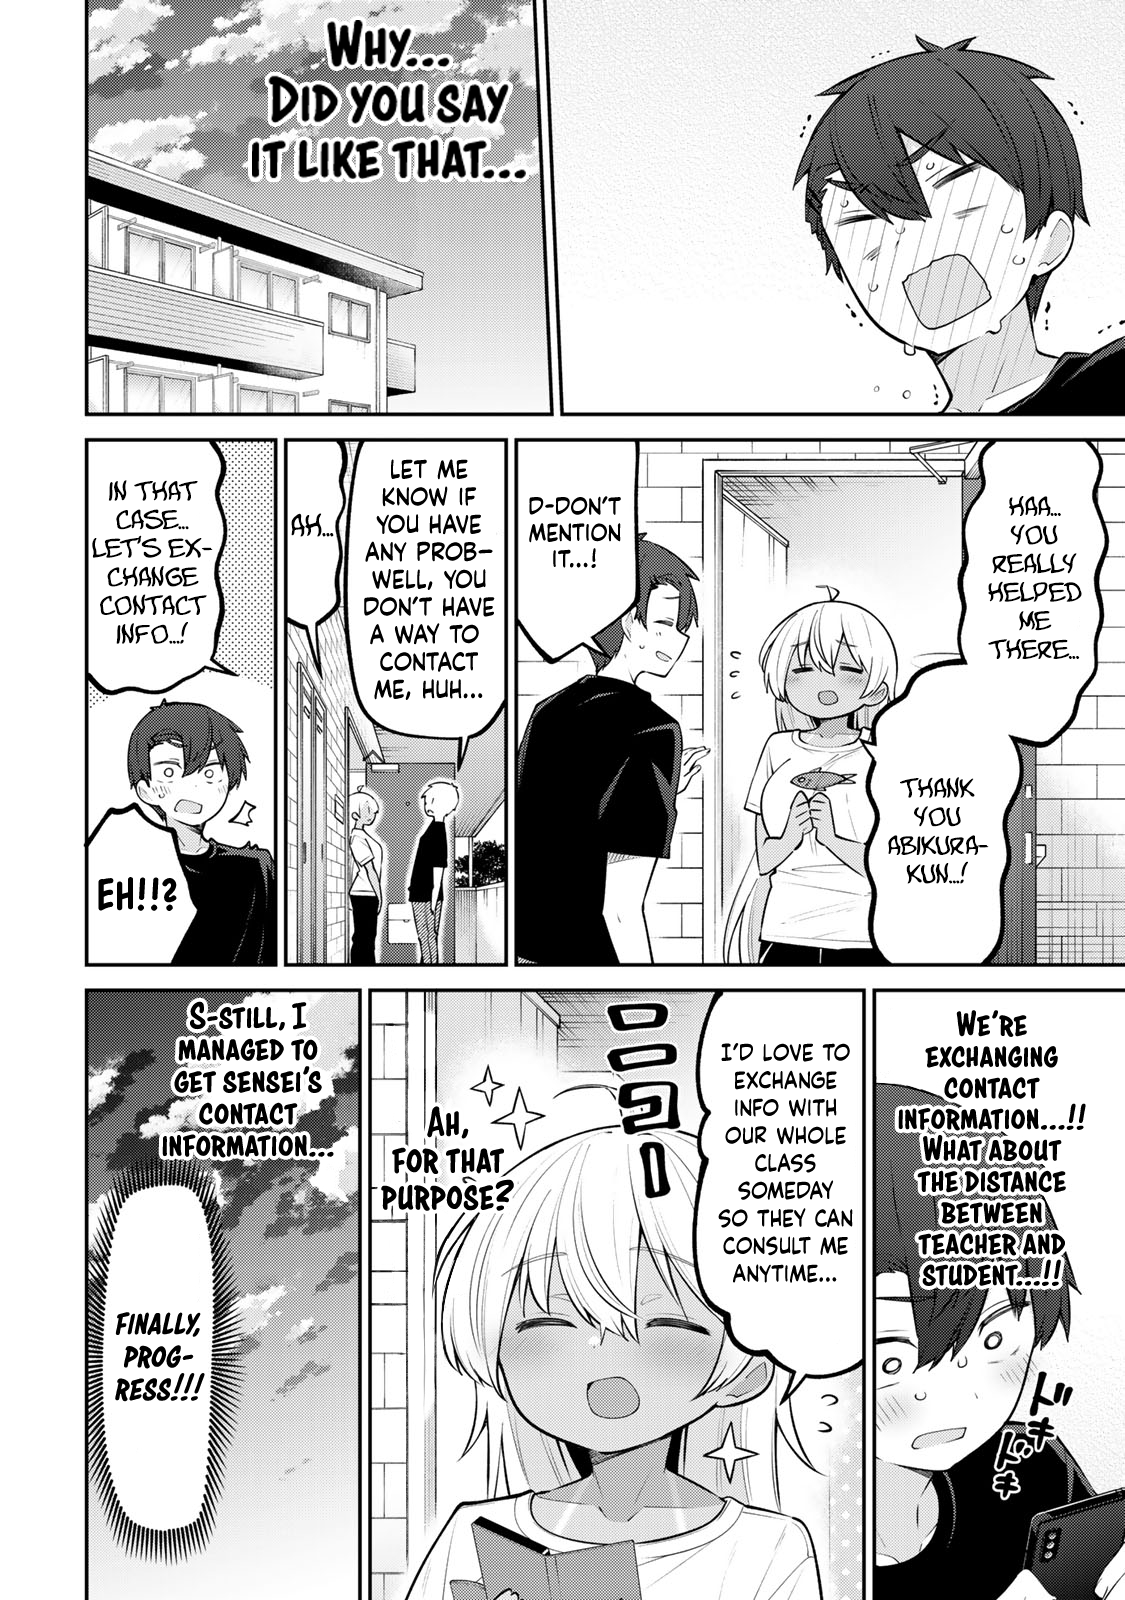 WHY...
DID YOU SAY
IT LIKE THAT...
HAA...
YOU
REALLY
HELPED
ME
THERE...
THANK
YOU
ABIKURA-
KUN...!
D-DON'T
MENTION
IT...!
LET ME
KNOW IF
YOU HAVE
ANY PROB-
WELL, YOU
DON'T HAVE
A WAY TO
CONTACT
ME, HUH...
AH...
IN THAT
CASE...
LET'S EX-
CHANGE
CONTACT
INFO...!
EH!!?
WE'RE
EXCHANGING
CONTACT
INFORMATION...!!
WHAT ABOUT
THE DISTANCE
BETWEEN
TEACHER AND
STUDENT...!!
ドキ
ドキ
I'D LOVE TO
EXCHANGE
INFO WITH
OUR WHOLE
CLASS
SOMEDAY
SO THEY CAN
CONSULT ME
ANYTIME...
AH,
FOR THAT
PURPOSE?
S-STILL, I
MANAGED TO
GET SENSEI'S
CONTACT
INFORMATION...
FINALLY,
PROG-
RESS!!!